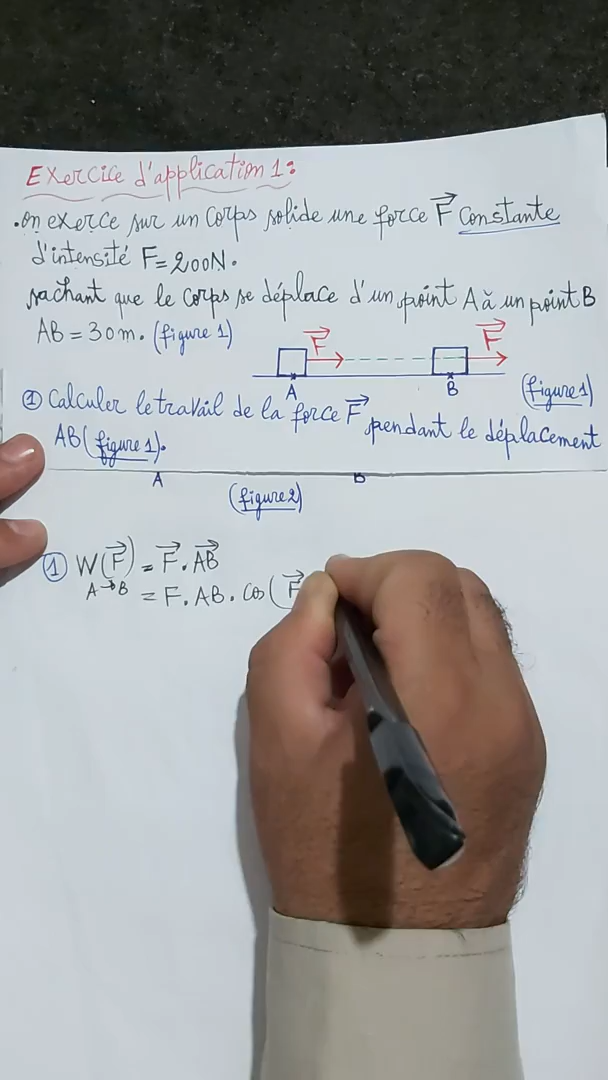 Exercice d'application 1:
.on exerce sur un corps solide une force F⃗ Constante
d'intensité F = 200N.
sachant que le corps se déplace d'un point A à un point B
AB = 30 m. (figure 1)
F⃗
F⃗
A
B
(figure 1)
① Calculer le travail de la force F⃗ pendant le déplacement
AB (figure 1).
A
B
(figure 2)
① W(F⃗) = F⃗ . AB⃗
A→B
= F . AB . cos (F⃗